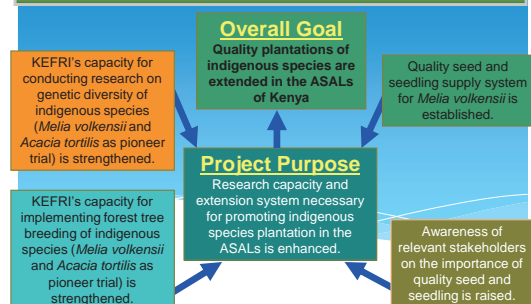 Overall Goal
Quality plantations of
indigenous species are
extended in the ASALs
of Kenya
KEFRI's capacity for
conducting research on
genetic diversity of
indigenous species
(Melia volkensii and
Acacia tortilis as pioneer
trial) is strengthened.
Quality seed and
seedling supply system
for Melia volkensii is
established.
Project Purpose
Research capacity and
extension system necessary
for promoting indigenous
species plantation in the
ASALs is enhanced.
KEFRI's capacity for
implementing forest tree
breeding of indigenous
species (Melia volkensii
and Acacia tortilis as
pioneer trial) is
strengthened.
Awareness of
relevant stakeholders
on the importance of
quality seed and
seedling is raised.